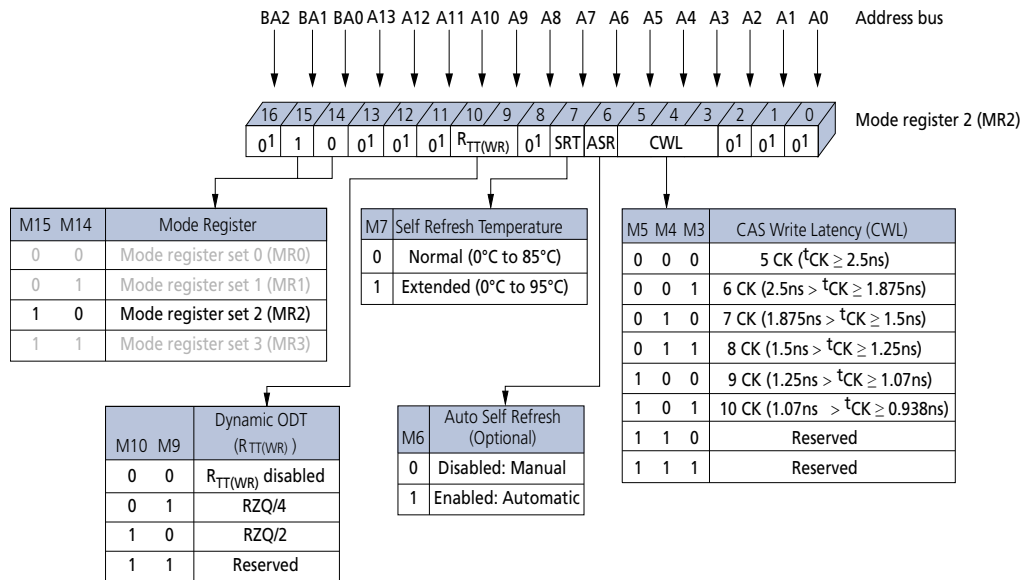 BA2 BA1 BA0 A13 A12 A11 A10 A9 A8 A7 A6 A5 A4 A3 A2 A1 A0 Address bus
16 15 14 13 12 11 10 9 8 7 6 5 4 3 2 1 0
Mode register 2 (MR2)
0¹ 1 0 0¹ 0¹ 0¹ RTT(WR) 0¹ SRT ASR CWL 0¹ 0¹ 0¹
M15 M14 Mode Register
0 0 Mode register set 0 (MR0)
0 1 Mode register set 1 (MR1)
1 0 Mode register set 2 (MR2)
1 1 Mode register set 3 (MR3)
M7 Self Refresh Temperature
0 Normal (0°C to 85°C)
1 Extended (0°C to 95°C)
M5 M4 M3 CAS Write Latency (CWL)
0 0 0 5 CK (tCK ≥ 2.5ns)
0 0 1 6 CK (2.5ns > tCK ≥ 1.875ns)
0 1 0 7 CK (1.875ns > tCK ≥ 1.5ns)
0 1 1 8 CK (1.5ns > tCK ≥ 1.25ns)
1 0 0 9 CK (1.25ns > tCK ≥ 1.07ns)
1 0 1 10 CK (1.07ns > tCK ≥ 0.938ns)
1 1 0 Reserved
1 1 1 Reserved
Dynamic ODT
M10 M9 (RTT(WR) )
0 0 RTT(WR) disabled
0 1 RZQ/4
1 0 RZQ/2
1 1 Reserved
Auto Self Refresh
M6 (Optional)
0 Disabled: Manual
1 Enabled: Automatic